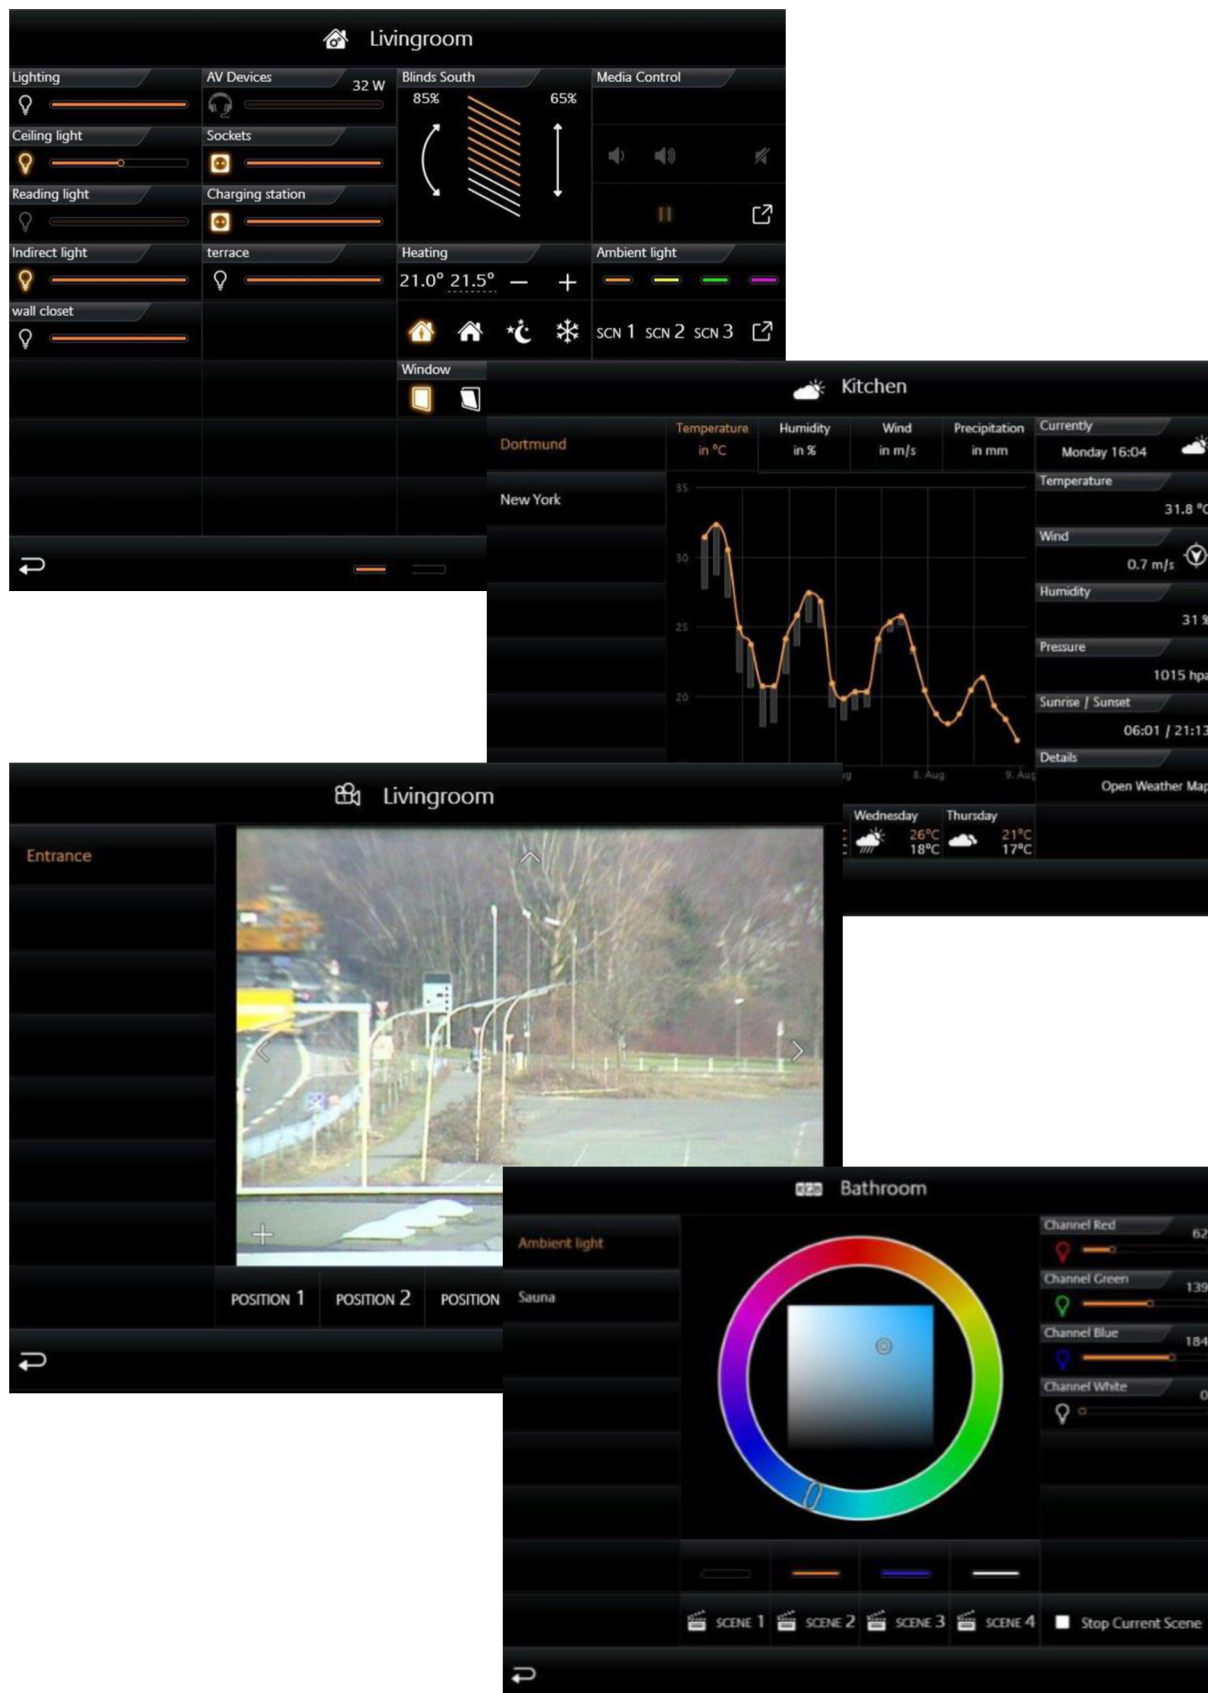 Livingroom
Lighting
AV Devices
32 W
Blinds South
85%
65%
Media Control
Ceiling light
Sockets
Reading light
Charging station
Indirect light
terrace
Heating
21.0° 21.5°
Ambient light
wall closet
SCN 1 SCN 2 SCN 3
Window
Kitchen
Dortmund
New York
Temperature
in °C
Humidity
in %
Wind
in m/s
Precipitation
in mm
35
30
25
20
8. Aug
9. Aug
Currently
Monday 16:04
Temperature
31.8 °C
Wind
0.7 m/s
Humidity
31 %
Pressure
1015 hpa
Sunrise / Sunset
06:01 / 21:13
Details
Open Weather Map
Wednesday
26°C
18°C
Thursday
21°C
17°C
Livingroom
Entrance
POSITION 1
POSITION 2
POSITION
RGB Bathroom
Ambient light
Sauna
Channel Red
62
Channel Green
139
Channel Blue
184
Channel White
0
SCENE 1
SCENE 2
SCENE 3
SCENE 4
Stop Current Scene